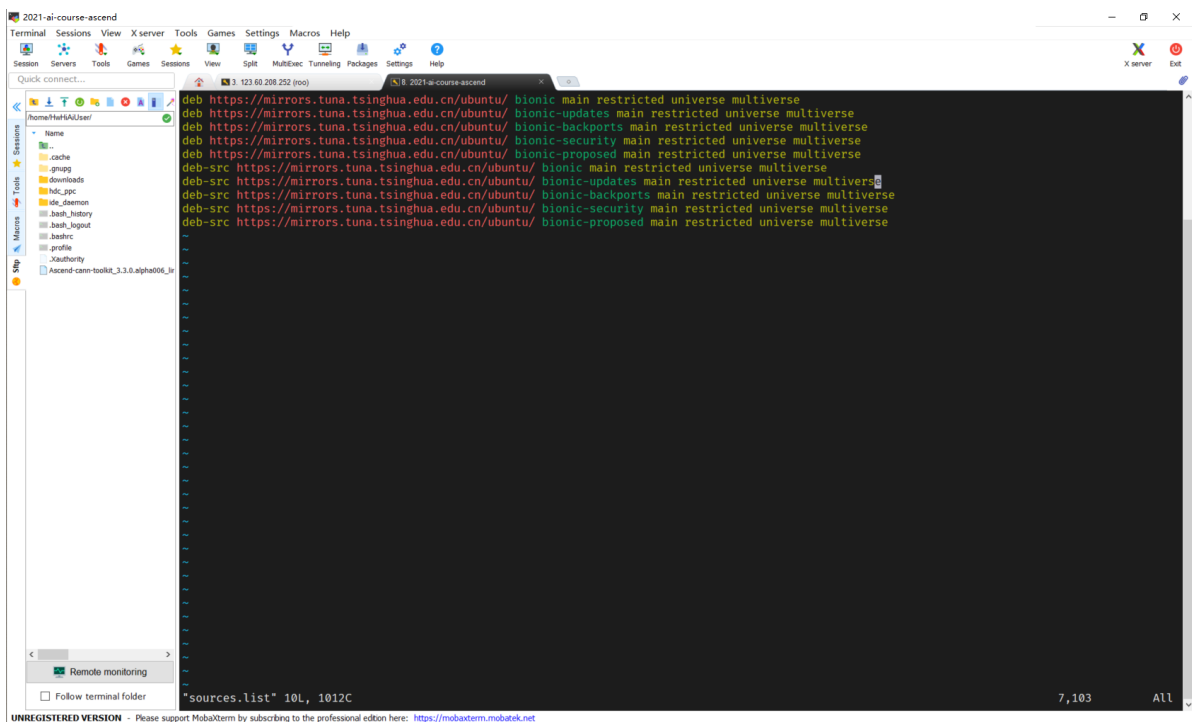 2021-ai-course-ascend
Terminal Sessions View X server Tools Games Settings Macros Help
Session Servers Tools Games Sessions View Split MultiExec Tunneling Packages Settings Help X server Exit
Quick connect...
3. 123.60.208.252 (roo)
8. 2021-ai-course-ascend
/home/HwHiAiUser/
Name
..
.cache
.gnupg
downloads
hdc_ppc
ide_daemon
.bash_history
.bash_logout
.bashrc
.profile
.Xauthority
Ascend-cann-toolkit_3.3.0.alpha006_lir
Sessions
Tools
Macros
Sftp
deb https://mirrors.tuna.tsinghua.edu.cn/ubuntu/ bionic main restricted universe multiverse
deb https://mirrors.tuna.tsinghua.edu.cn/ubuntu/ bionic-updates main restricted universe multiverse
deb https://mirrors.tuna.tsinghua.edu.cn/ubuntu/ bionic-backports main restricted universe multiverse
deb https://mirrors.tuna.tsinghua.edu.cn/ubuntu/ bionic-security main restricted universe multiverse
deb https://mirrors.tuna.tsinghua.edu.cn/ubuntu/ bionic-proposed main restricted universe multiverse
deb-src https://mirrors.tuna.tsinghua.edu.cn/ubuntu/ bionic main restricted universe multiverse
deb-src https://mirrors.tuna.tsinghua.edu.cn/ubuntu/ bionic-updates main restricted universe multiverse
deb-src https://mirrors.tuna.tsinghua.edu.cn/ubuntu/ bionic-backports main restricted universe multiverse
deb-src https://mirrors.tuna.tsinghua.edu.cn/ubuntu/ bionic-security main restricted universe multiverse
deb-src https://mirrors.tuna.tsinghua.edu.cn/ubuntu/ bionic-proposed main restricted universe multiverse
"sources.list" 10L, 1012C 7,103 All
Remote monitoring
Follow terminal folder
UNREGISTERED VERSION - Please support MobaXterm by subscribing to the professional edition here: https://mobaxterm.mobatek.net